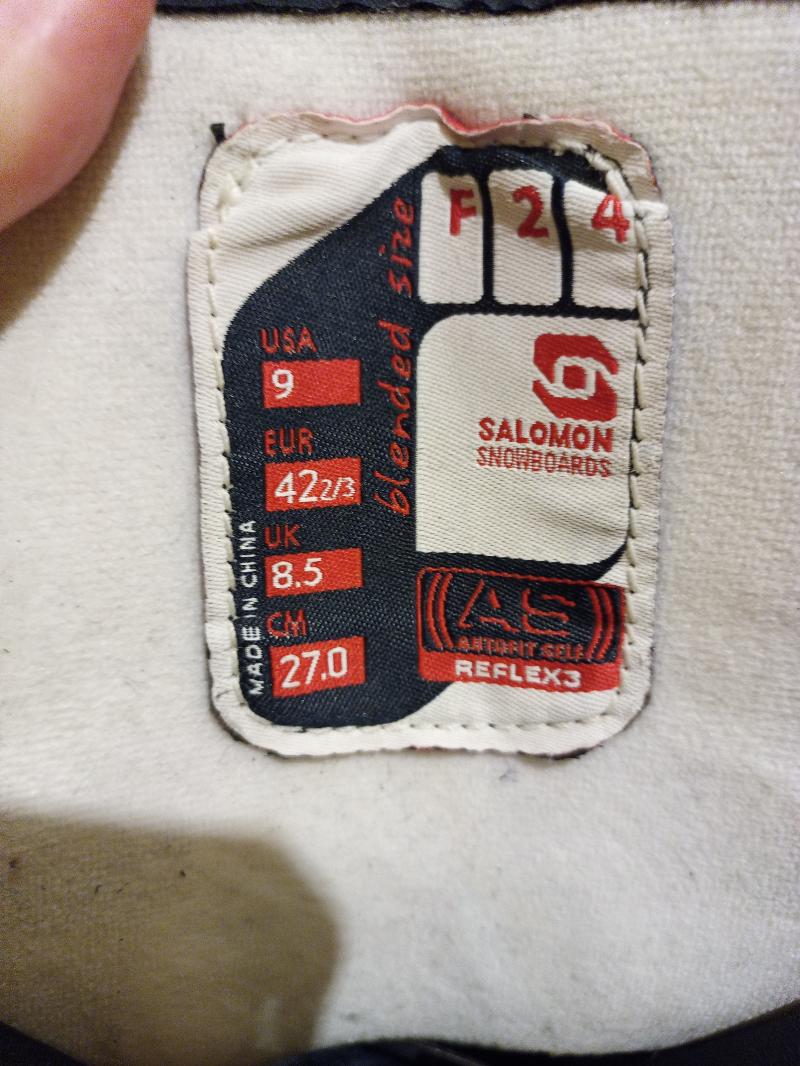 F 2 4
blended size
USA
9
EUR
42 2/3
UK
8.5
CM
27.0
MADE IN CHINA
SALOMON
SNOWBOARDS
AS
AUTOFIT SELF
REFLEX3